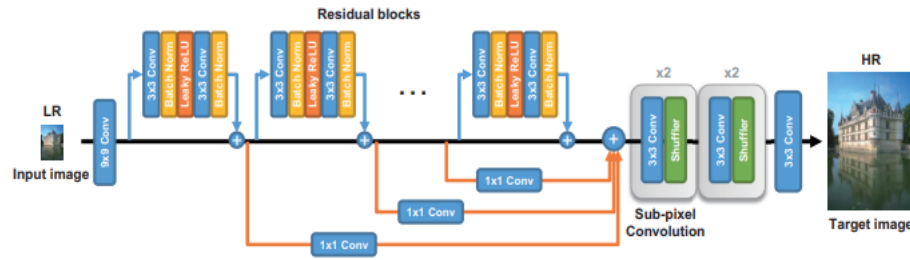 Residual blocks
LR
Input image
9x9 Conv
3x3 Conv
Batch Norm
Leaky ReLU
3x3 Conv
Batch Norm
3x3 Conv
Batch Norm
Leaky ReLU
3x3 Conv
Batch Norm
...
3x3 Conv
Batch Norm
Leaky ReLU
3x3 Conv
Batch Norm
1x1 Conv
1x1 Conv
1x1 Conv
x2
3x3 Conv
Shuffler
x2
3x3 Conv
Shuffler
Sub-pixel
Convolution
3x3 Conv
HR
Target image